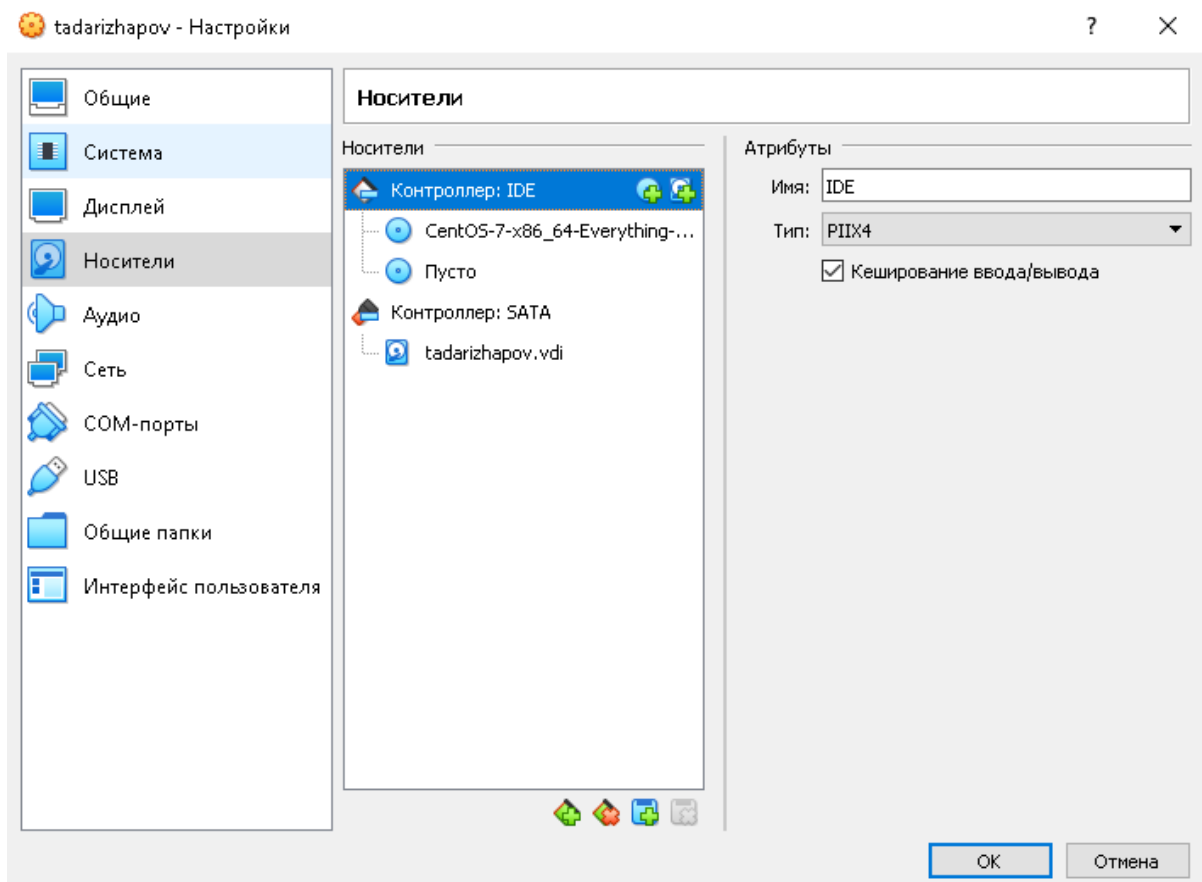 tadarizhapov - Настройки
?
Общие
Система
Дисплей
Носители
Аудио
Сеть
COM-порты
USB
Общие папки
Интерфейс пользователя
Носители
Носители
Контроллер: IDE
CentOS-7-x86_64-Everything-...
Пусто
Контроллер: SATA
tadarizhapov.vdi
Атрибуты
Имя: IDE
Тип: PIIX4
Кеширование ввода/вывода
OK Отмена